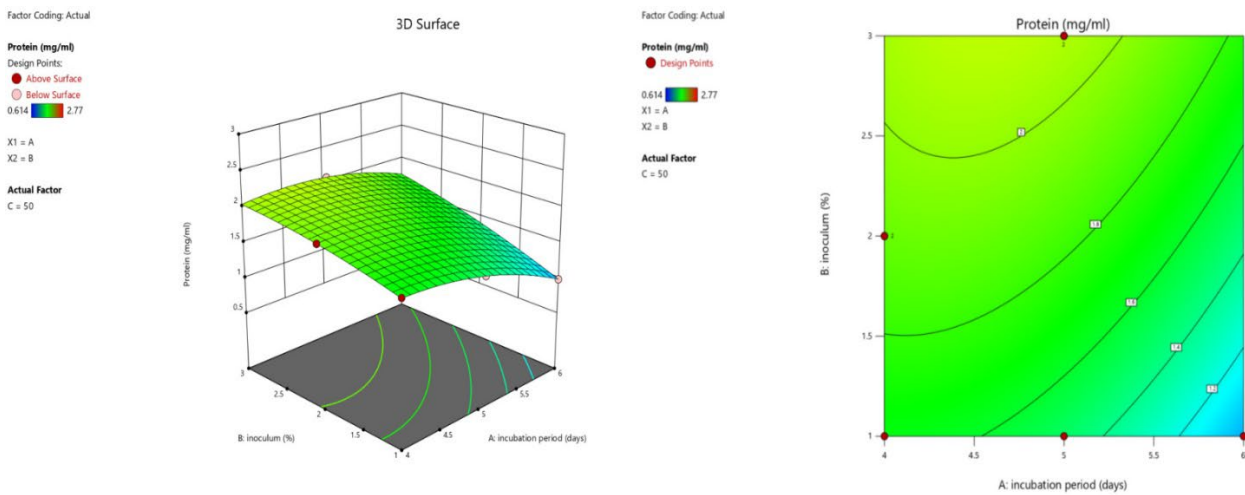 Factor Coding: Actual
3D Surface
Protein (mg/ml)
Design Points:
Above Surface
Below Surface
0.614 2.77
X1 = A
X2 = B
Actual Factor
C = 50
Protein (mg/ml)
3
2.5
2
1.5
1
0.5
3
2.5
2
1.5
1
B: inoculum (%)
4
4.5
5
5.5
6
A: incubation period (days)
Factor Coding: Actual
Protein (mg/ml)
Protein (mg/ml)
Design Points
0.614 2.77
X1 = A
X2 = B
Actual Factor
C = 50
B: inoculum (%)
3
2.5
2
1.5
1
2
1.8
1.6
1.4
1.2
4
4.5
5
5.5
6
A: incubation period (days)